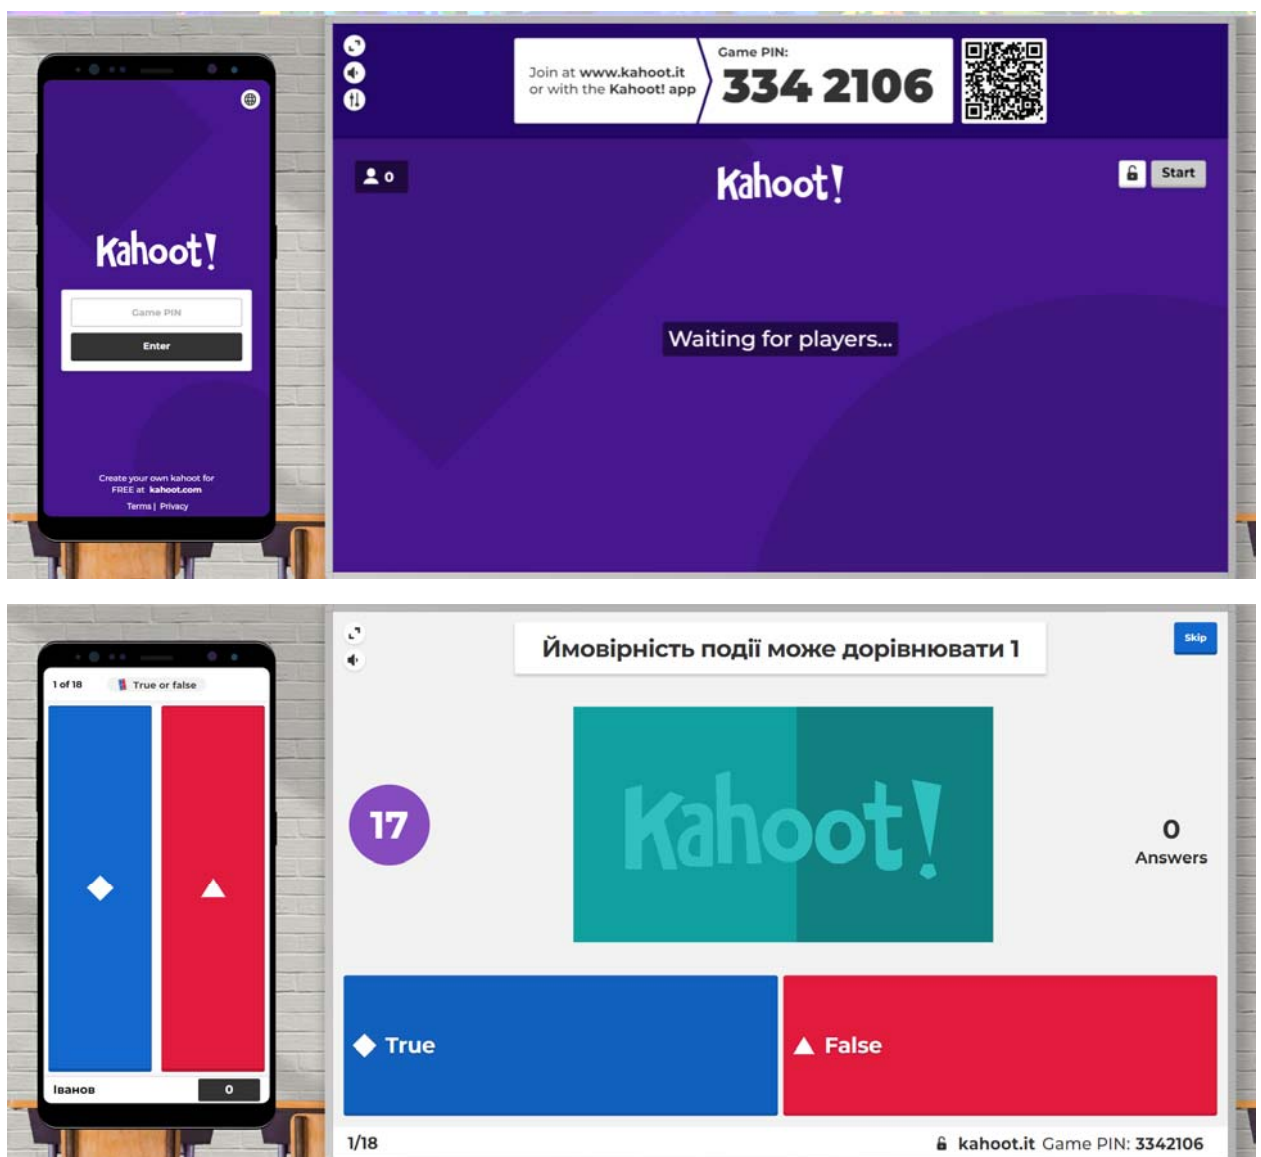 Kahoot!
Game PIN
Enter
Create your own kahoot for
FREE at kahoot.com
Terms | Privacy
Join at www.kahoot.it
or with the Kahoot! app
Game PIN:
334 2106
0
Kahoot!
Start
Waiting for players...
1 of 18
True or false
Іванов
0
Ймовірність події може дорівнювати 1
Skip
17
Kahoot!
0
Answers
True
False
1/18
kahoot.it Game PIN: 3342106